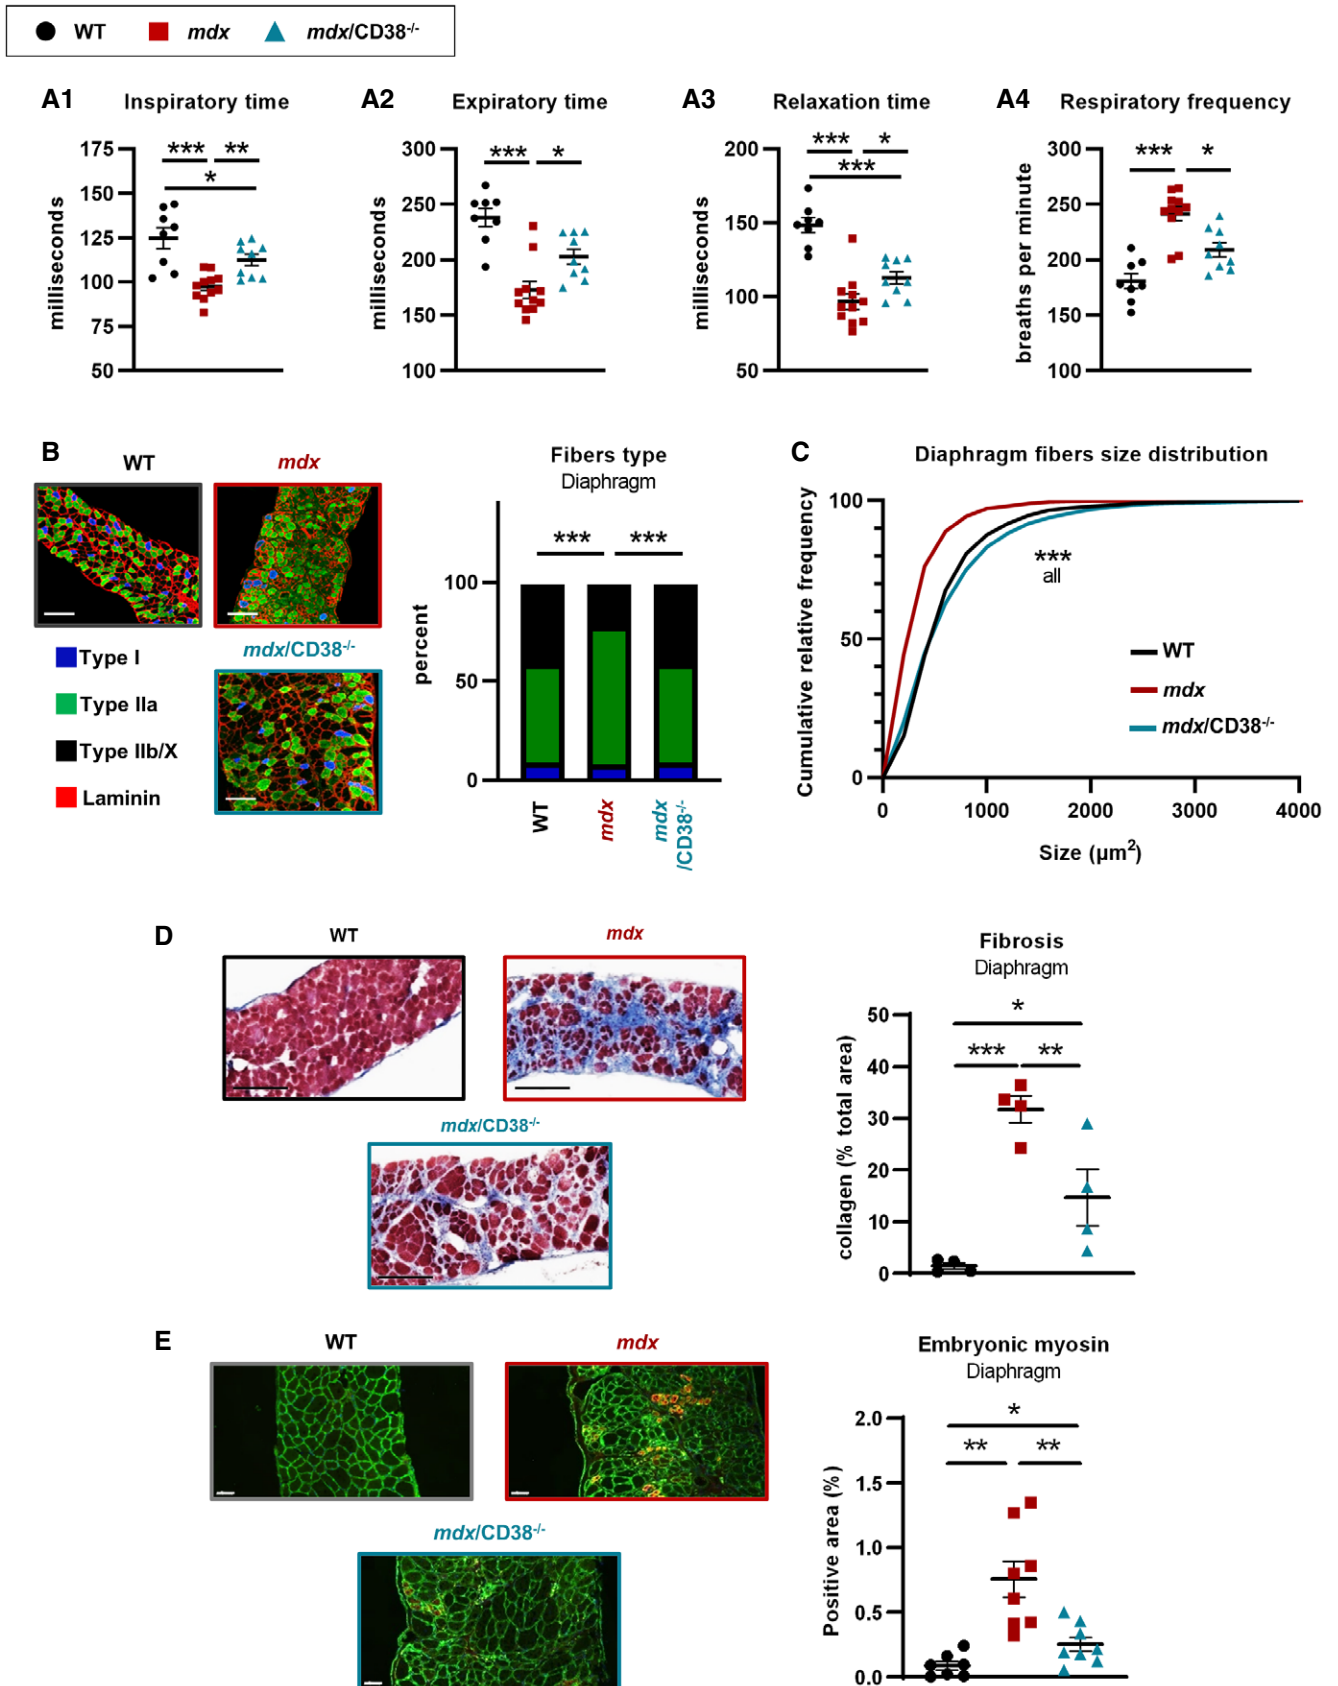 WT mdx mdx/CD38-/-
A1 Inspiratory time
A2 Expiratory time
A3 Relaxation time
A4 Respiratory frequency
milliseconds
175
150
125
100
75
50
*** **
*
milliseconds
300
250
200
150
100
*** *
milliseconds
200
150
100
50
*** *
***
breaths per minute
300
250
200
150
100
*** *
B
WT
mdx
mdx/CD38-/-
Type I
Type IIa
Type IIb/X
Laminin
Fibers type
Diaphragm
*** ***
percent
100
50
0
WT
mdx
mdx
/CD38-/-
C Diaphragm fibers size distribution
Cumulative relative frequency
100
50
0
***
all
WT
mdx
mdx/CD38-/-
0 1000 2000 3000 4000
Size (µm2)
D
WT
mdx
mdx/CD38-/-
Fibrosis
Diaphragm
collagen (% total area)
50
40
30
20
10
0
*
*** **
E
WT
mdx
mdx/CD38-/-
Embryonic myosin
Diaphragm
Positive area (%)
2.0
1.5
1.0
0.5
0.0
*
** **